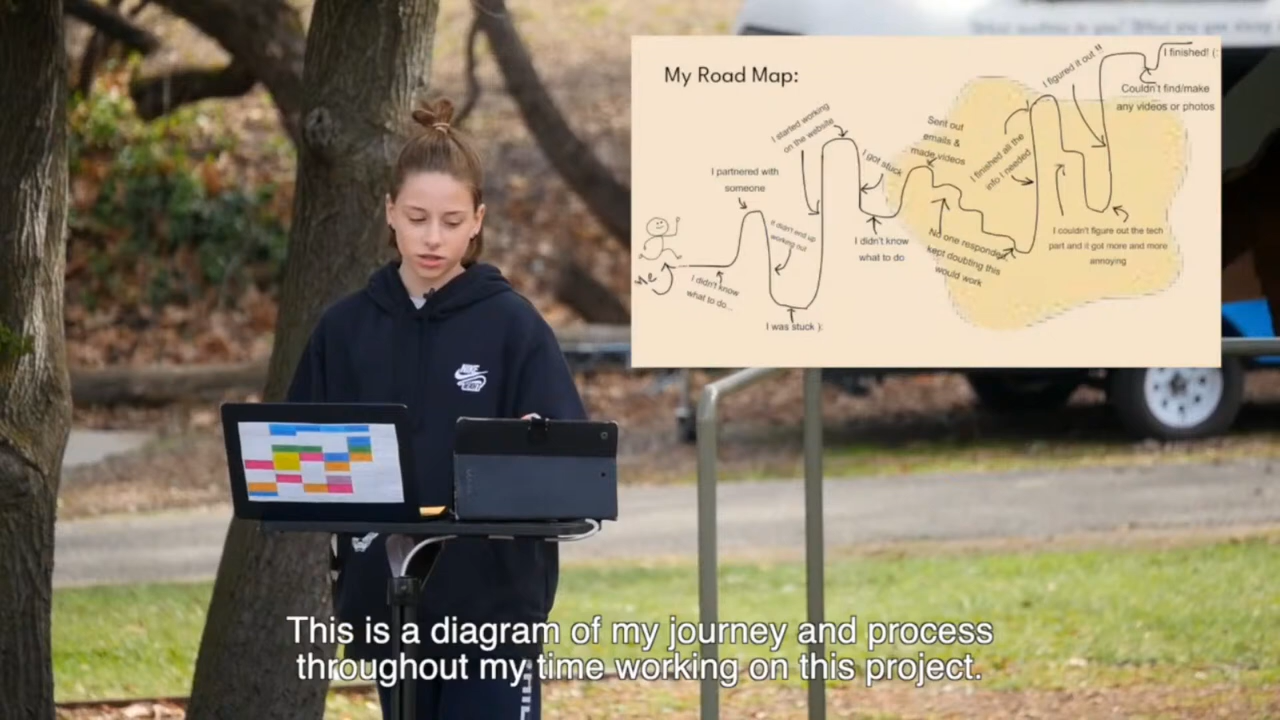 My Road Map:
Me
I didn't know
what to do...
I partnered with
someone
It didn't end up
working out
I was stuck ):
I started working
on the website
I got stuck
I didn't know
what to do
Sent out
emails &
made videos
No one responded
kept doubting this
would work
I finished all the
info I needed
I figured it out !!
I couldn't figure out the tech
part and it got more and more
annoying
Couldn't find/make
any videos or photos
I finished! (:
NIKE
This is a diagram of my journey and process
throughout my time working on this project.